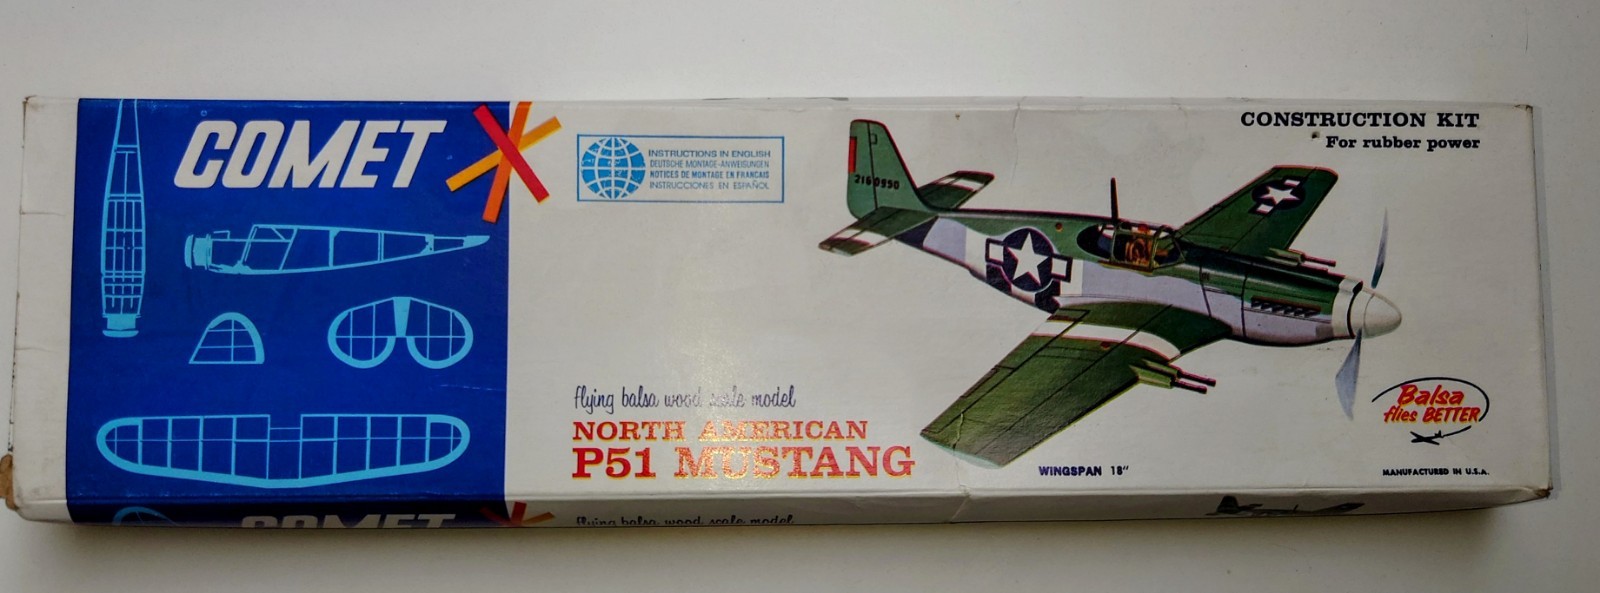 COMET
INSTRUCTIONS IN ENGLISH
DEUTSCHE MONTAGE-ANWEISUNGEN
NOTICES DE MONTAGE EN FRANCAIS
INSTRUCCIONES EN ESPAÑOL
CONSTRUCTION KIT
For rubber power
2160950
flying balsa wood scale model
NORTH AMERICAN
P51 MUSTANG
WINGSPAN 18"
Balsa
flies BETTER
MANUFACTURED IN U.S.A.
COMET
flying balsa wood scale model